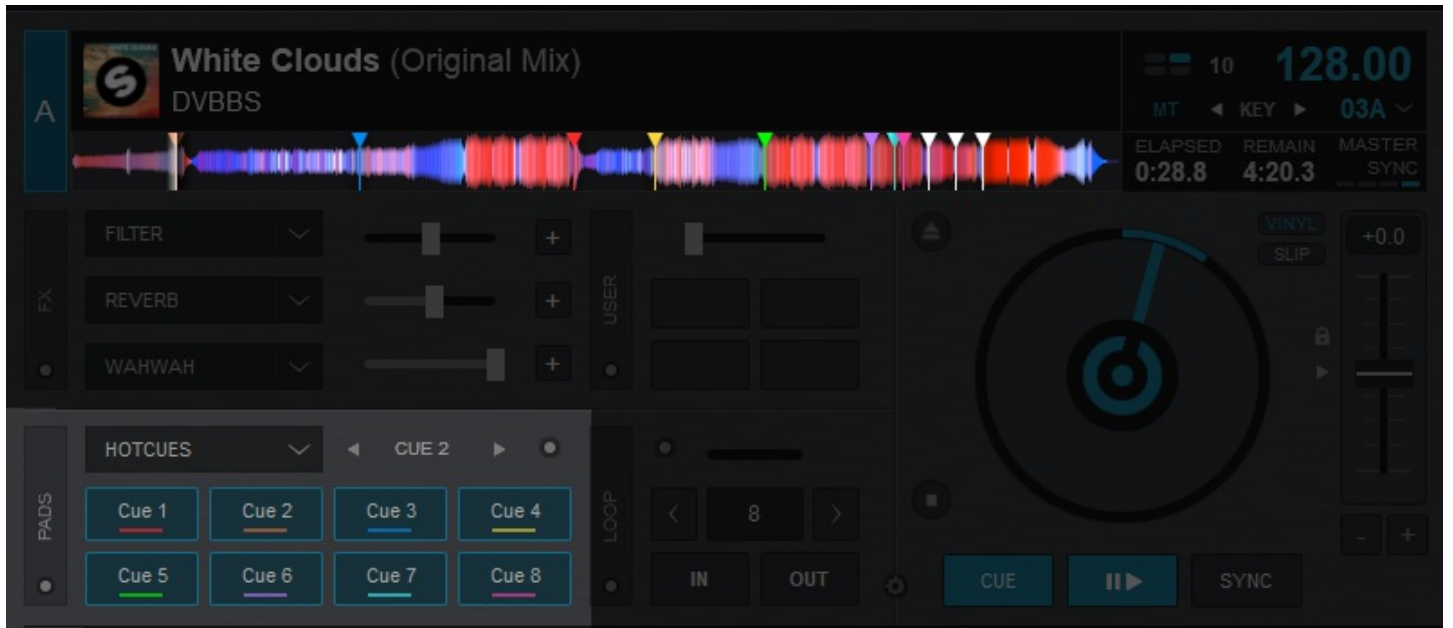 White Clouds (Original Mix)
DVBBS
A
10 128.00
MT KEY 03A
ELAPSED REMAIN MASTER
0:28.8 4:20.3 SYNC
FX
FILTER
REVERB
WAHWAH
+
+
+
USER
VINYL
SLIP
+0.0
PADS
HOTCUES CUE 2
Cue 1 Cue 2 Cue 3 Cue 4
Cue 5 Cue 6 Cue 7 Cue 8
LOOP
< 8 >
IN OUT
CUE SYNC
- +